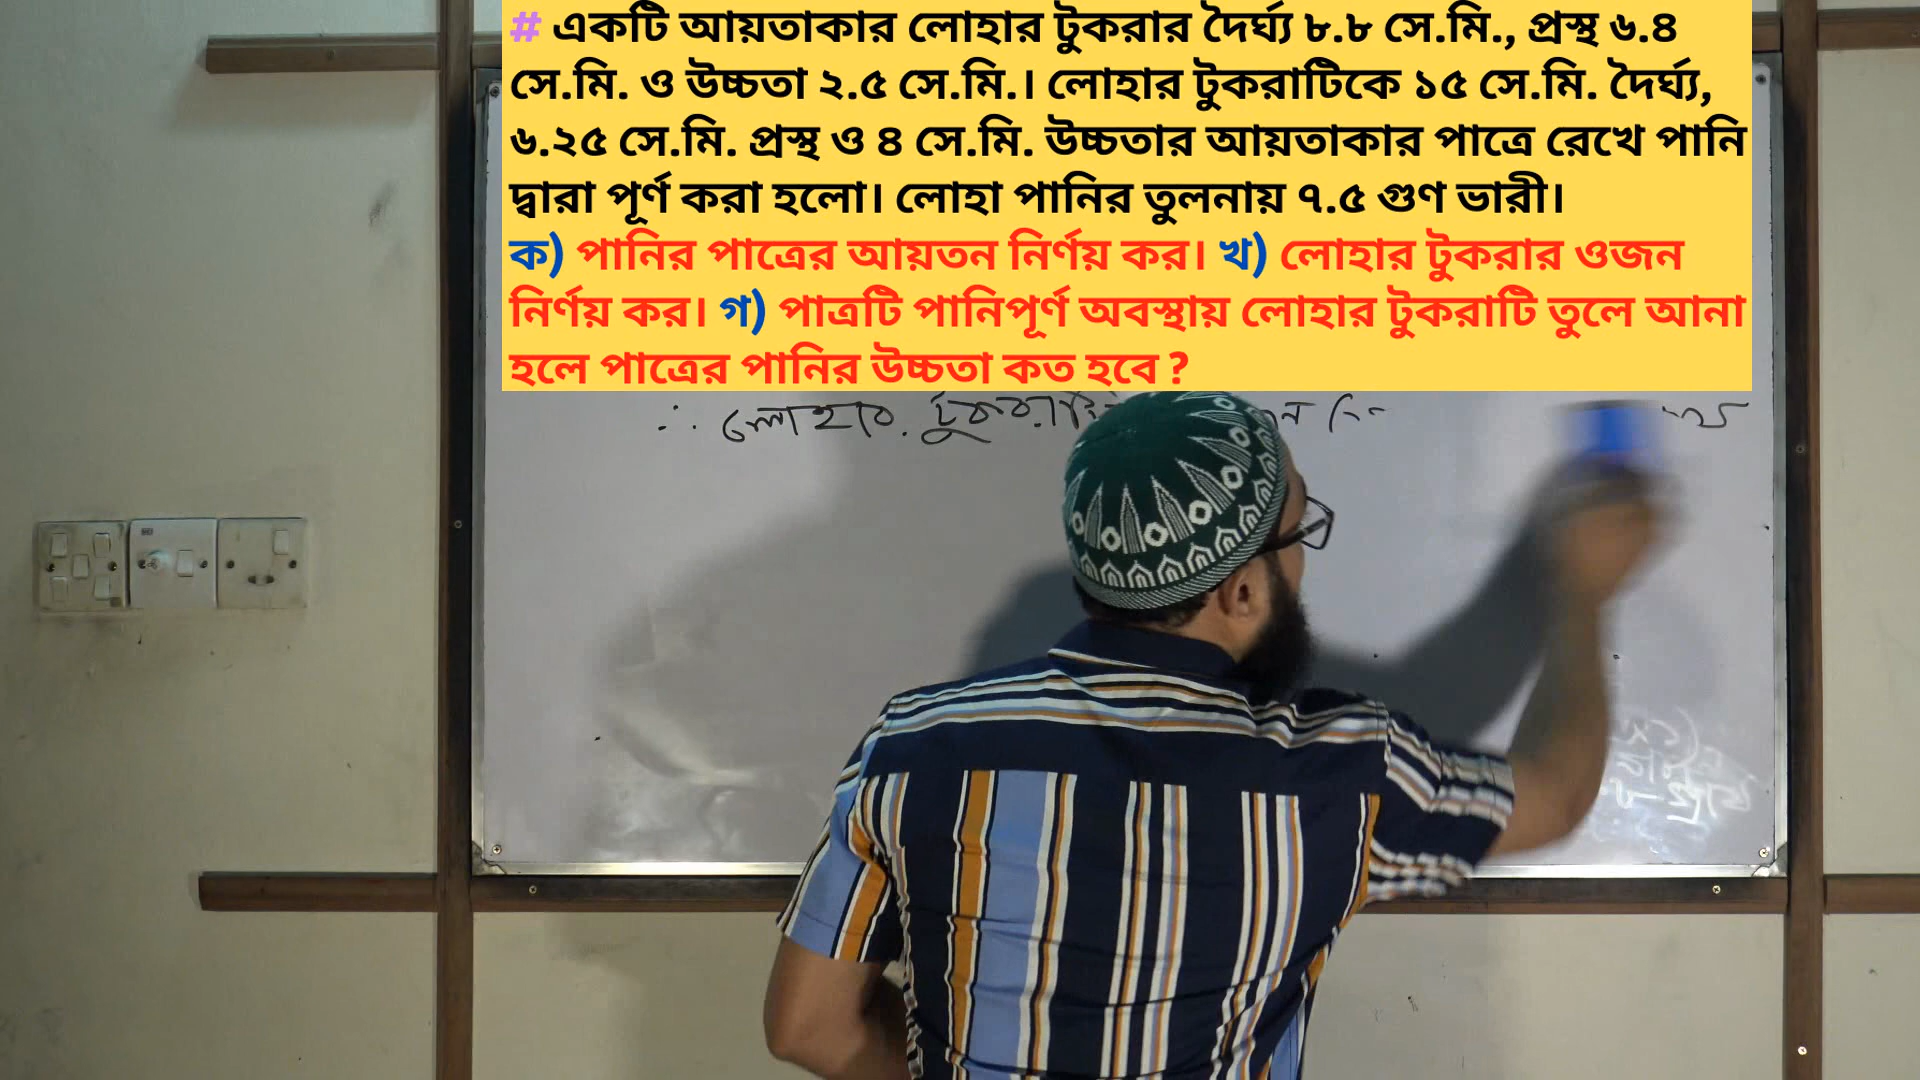 # একটি আয়তাকার লোহার টুকরার দৈর্ঘ্য ৮.৮ সে.মি., প্রস্থ ৬.৪
সে.মি. ও উচ্চতা ২.৫ সে.মি.। লোহার টুকরাটিকে ১৫ সে.মি. দৈর্ঘ্য,
৬.২৫ সে.মি. প্রস্থ ও ৪ সে.মি. উচ্চতার আয়তাকার পাত্রে রেখে পানি
দ্বারা পূর্ণ করা হলো। লোহা পানির তুলনায় ৭.৫ গুণ ভারী।
ক) পানির পাত্রের আয়তন নির্ণয় কর। খ) লোহার টুকরার ওজন
নির্ণয় কর। গ) পাত্রটি পানিপূর্ণ অবস্থায় লোহার টুকরাটি তুলে আনা
হলে পাত্রের পানির উচ্চতা কত হবে ?
∴ লোহার